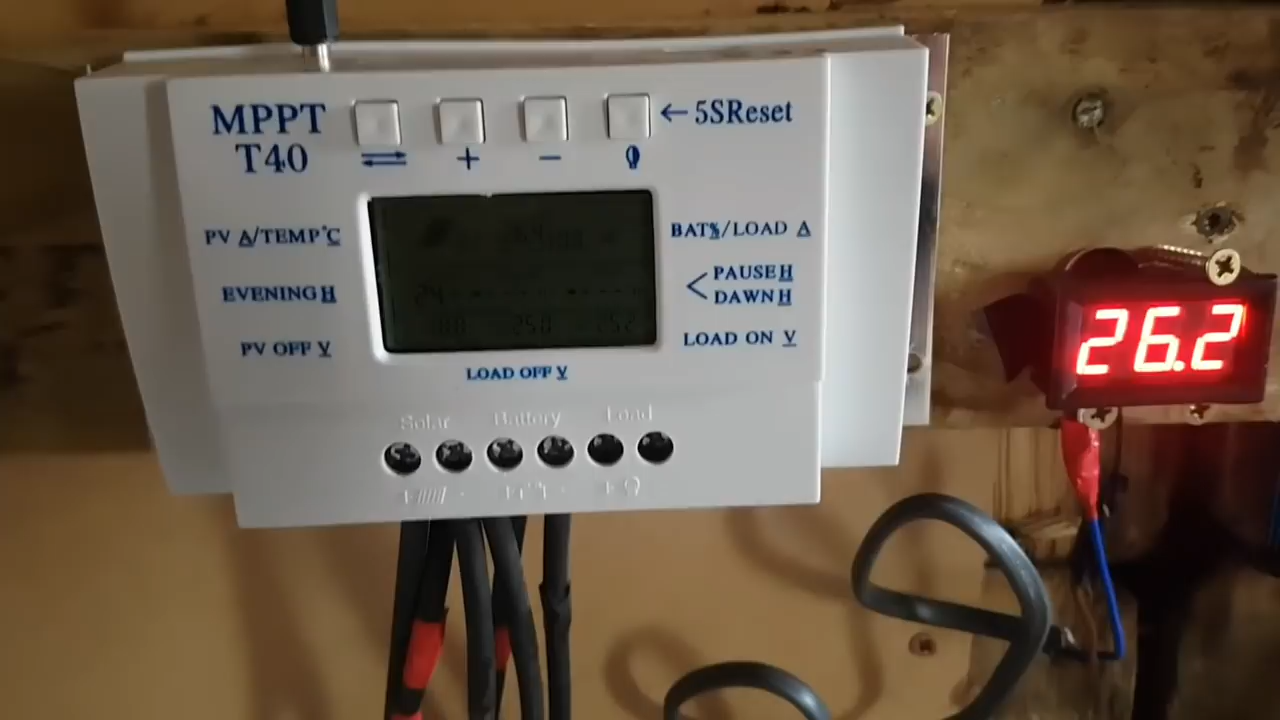 MPPT
T40
← 5SReset
+
−
PV A/TEMP℃
BAT%/LOAD A
EVENING H
< PAUSE H
DAWN H
PV OFF V
LOAD ON V
LOAD OFF V
26.2
Solar Battery Load